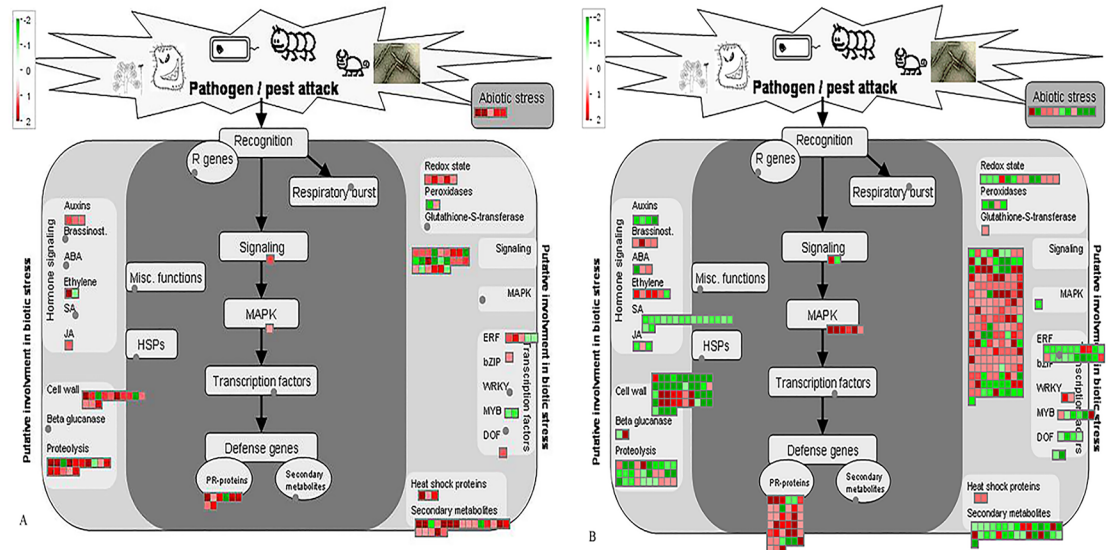 -2
-1
0
1
2
Pathogen / pest attack
Abiotic stress
Recognition
R genes
Respiratory burst
Redox state
Peroxidases
Glutathione-S-transferase
Auxins
Brassinost.
ABA
Ethylene
SA
JA
Hormone signaling
Signaling
Signaling
Misc. functions
MAPK
MAPK
HSPs
ERF
bZIP
WRKY
MYB
DOF
Transcription factors
Transcription factors
Cell wall
Beta glucanase
Proteolysis
Defense genes
PR-proteins
Secondary
metabolites
Heat shock proteins
Secondary metabolites
Putative involvment in biotic stress
Putative involvment in biotic stress
A
-2
-1
0
1
2
Pathogen / pest attack
Abiotic stress
Recognition
R genes
Respiratory burst
Redox state
Peroxidases
Glutathione-S-transferase
Auxins
Brassinost.
ABA
Ethylene
SA
JA
Hormone signaling
Signaling
Signaling
Misc. functions
MAPK
MAPK
HSPs
ERF
WRKY
MYB
DOF
Transcription factors
Cell wall
Beta glucanase
Proteolysis
Defense genes
PR-proteins
Secondary
metabolites
Heat shock proteins
Secondary metabolites
Putative involvment in biotic stress
Putative involvment in biotic stress
B